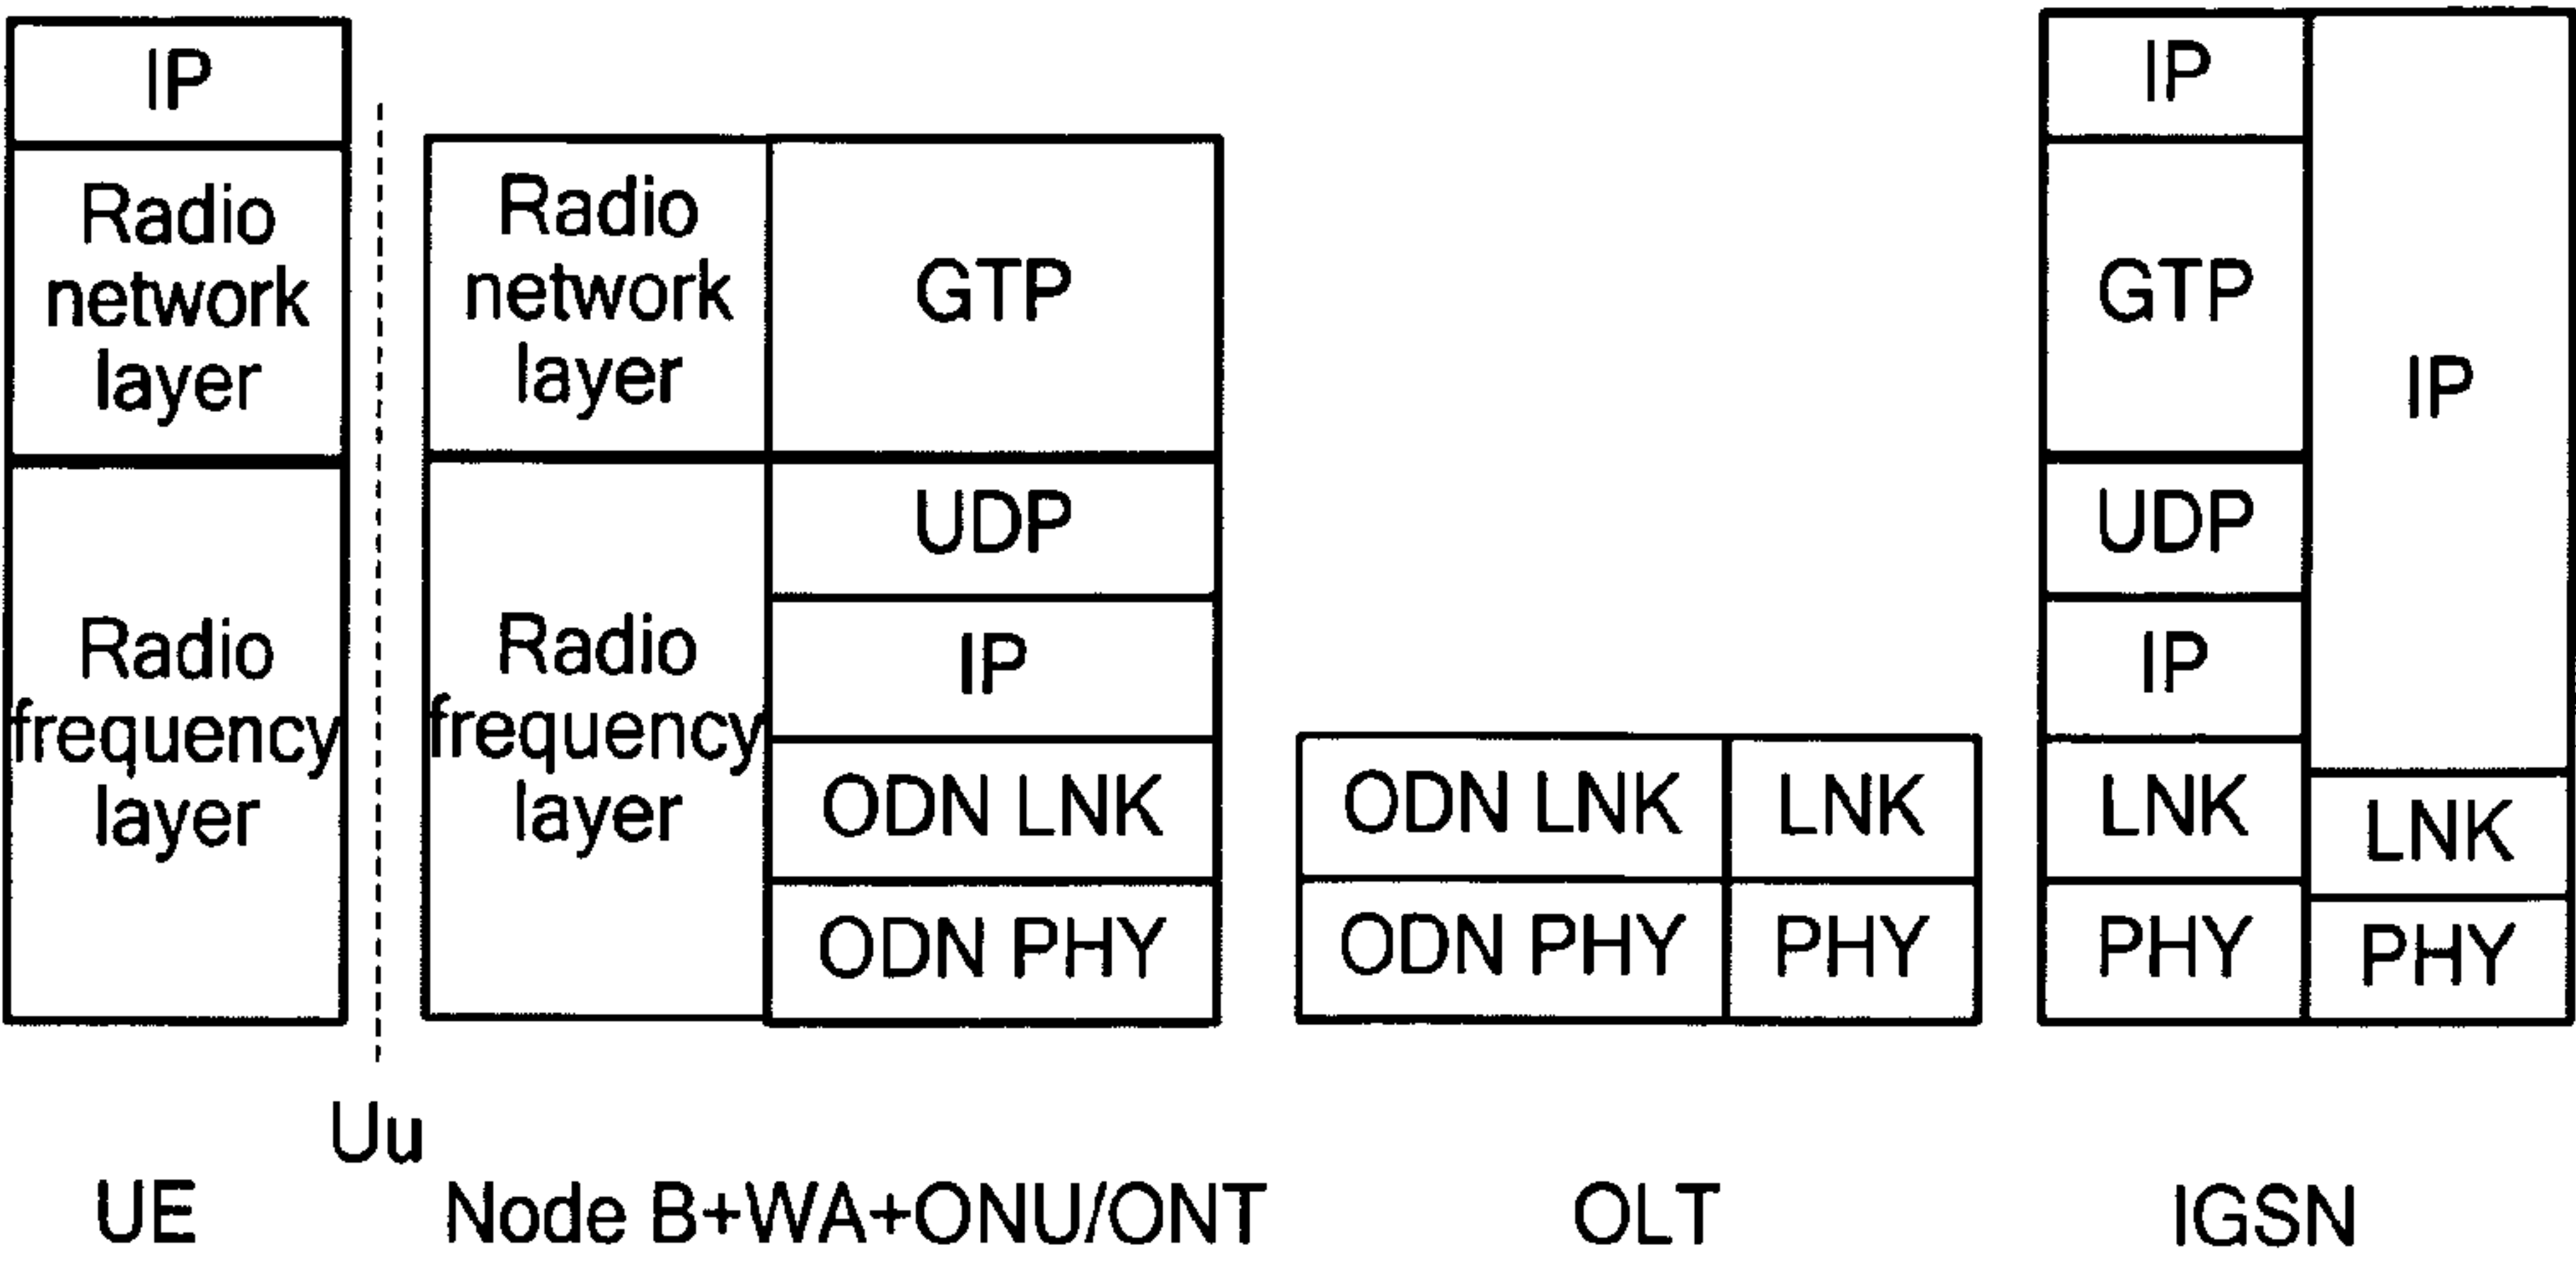 IP
Radio
network
layer
Radio
frequency
layer
Uu
UE
Radio
network
layer
GTP
Radio
frequency
layer
UDP
IP
ODN LNK
ODN PHY
Node B+WA+ONU/ONT
ODN LNK
LNK
ODN PHY
PHY
OLT
IP
GTP
UDP
IP
LNK
PHY
IP
LNK
PHY
IGSN